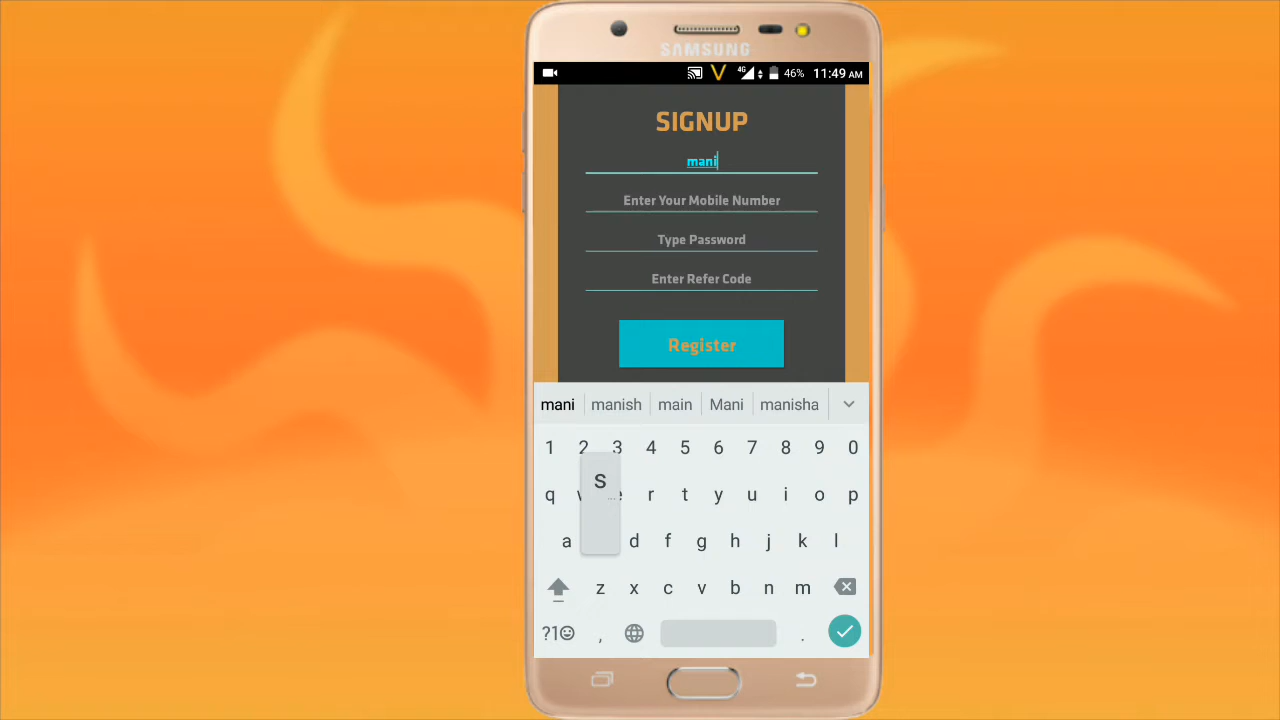 SAMSUNG
V 4G 46% 11:49 AM
SIGNUP
mani
Enter Your Mobile Number
Type Password
Enter Refer Code
Register
mani manish main Mani manisha
1 2 3 4 5 6 7 8 9 0
s
q e r t y u i o p
a d f g h j k l
z x c v b n m
?1 , .